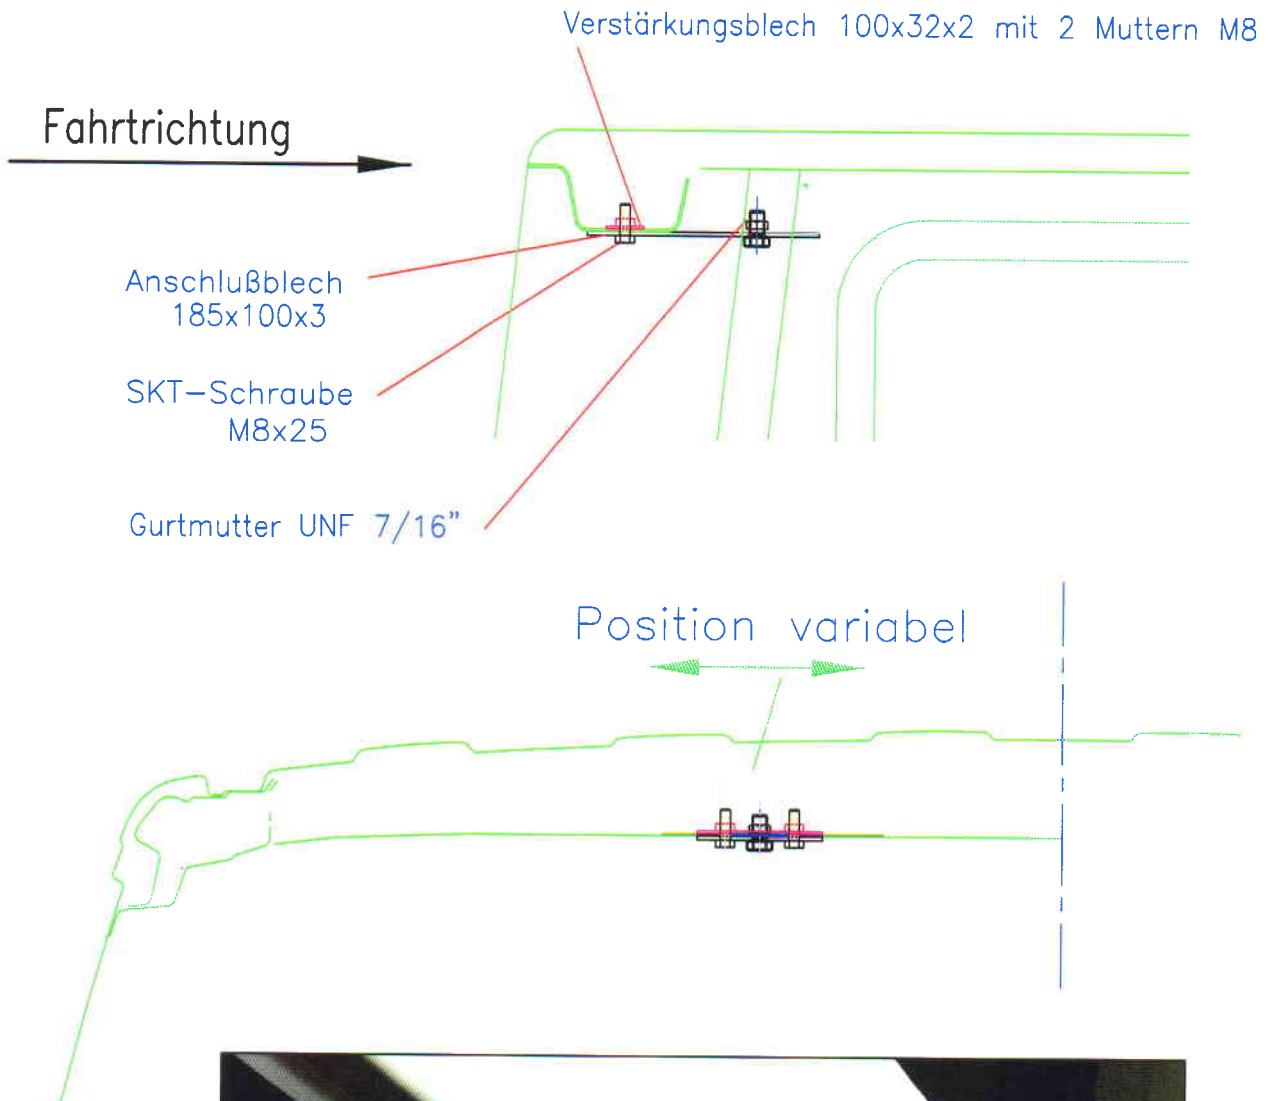 Verstärkungsblech 100x32x2 mit 2 Muttern M8
Fahrtrichtung
Anschlußblech
185x100x3
SKT-Schraube
M8x25
Gurtmutter UNF 7/16"
Position variabel